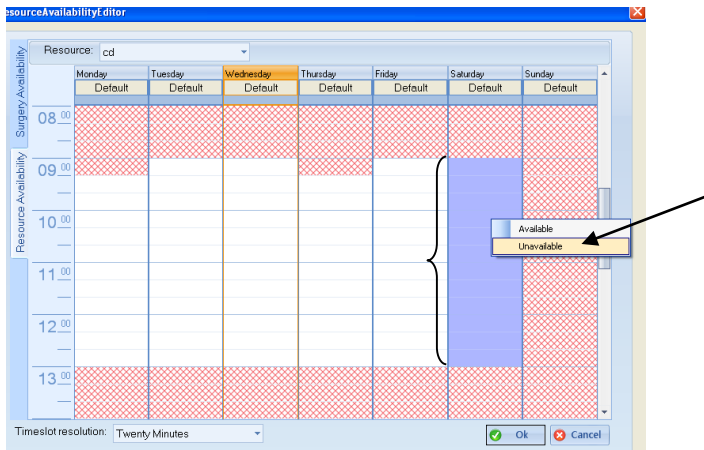 esourceAvailabilityEditor
Surgery Availability
Resource Availability
Resource: cd
Monday Tuesday Wednesday Thursday Friday Saturday Sunday
Default Default Default Default Default Default Default
08 00
09 00
10 00
Available
Unavailable
11 00
12 00
13 00
Timeslot resolution: Twenty Minutes
Ok Cancel